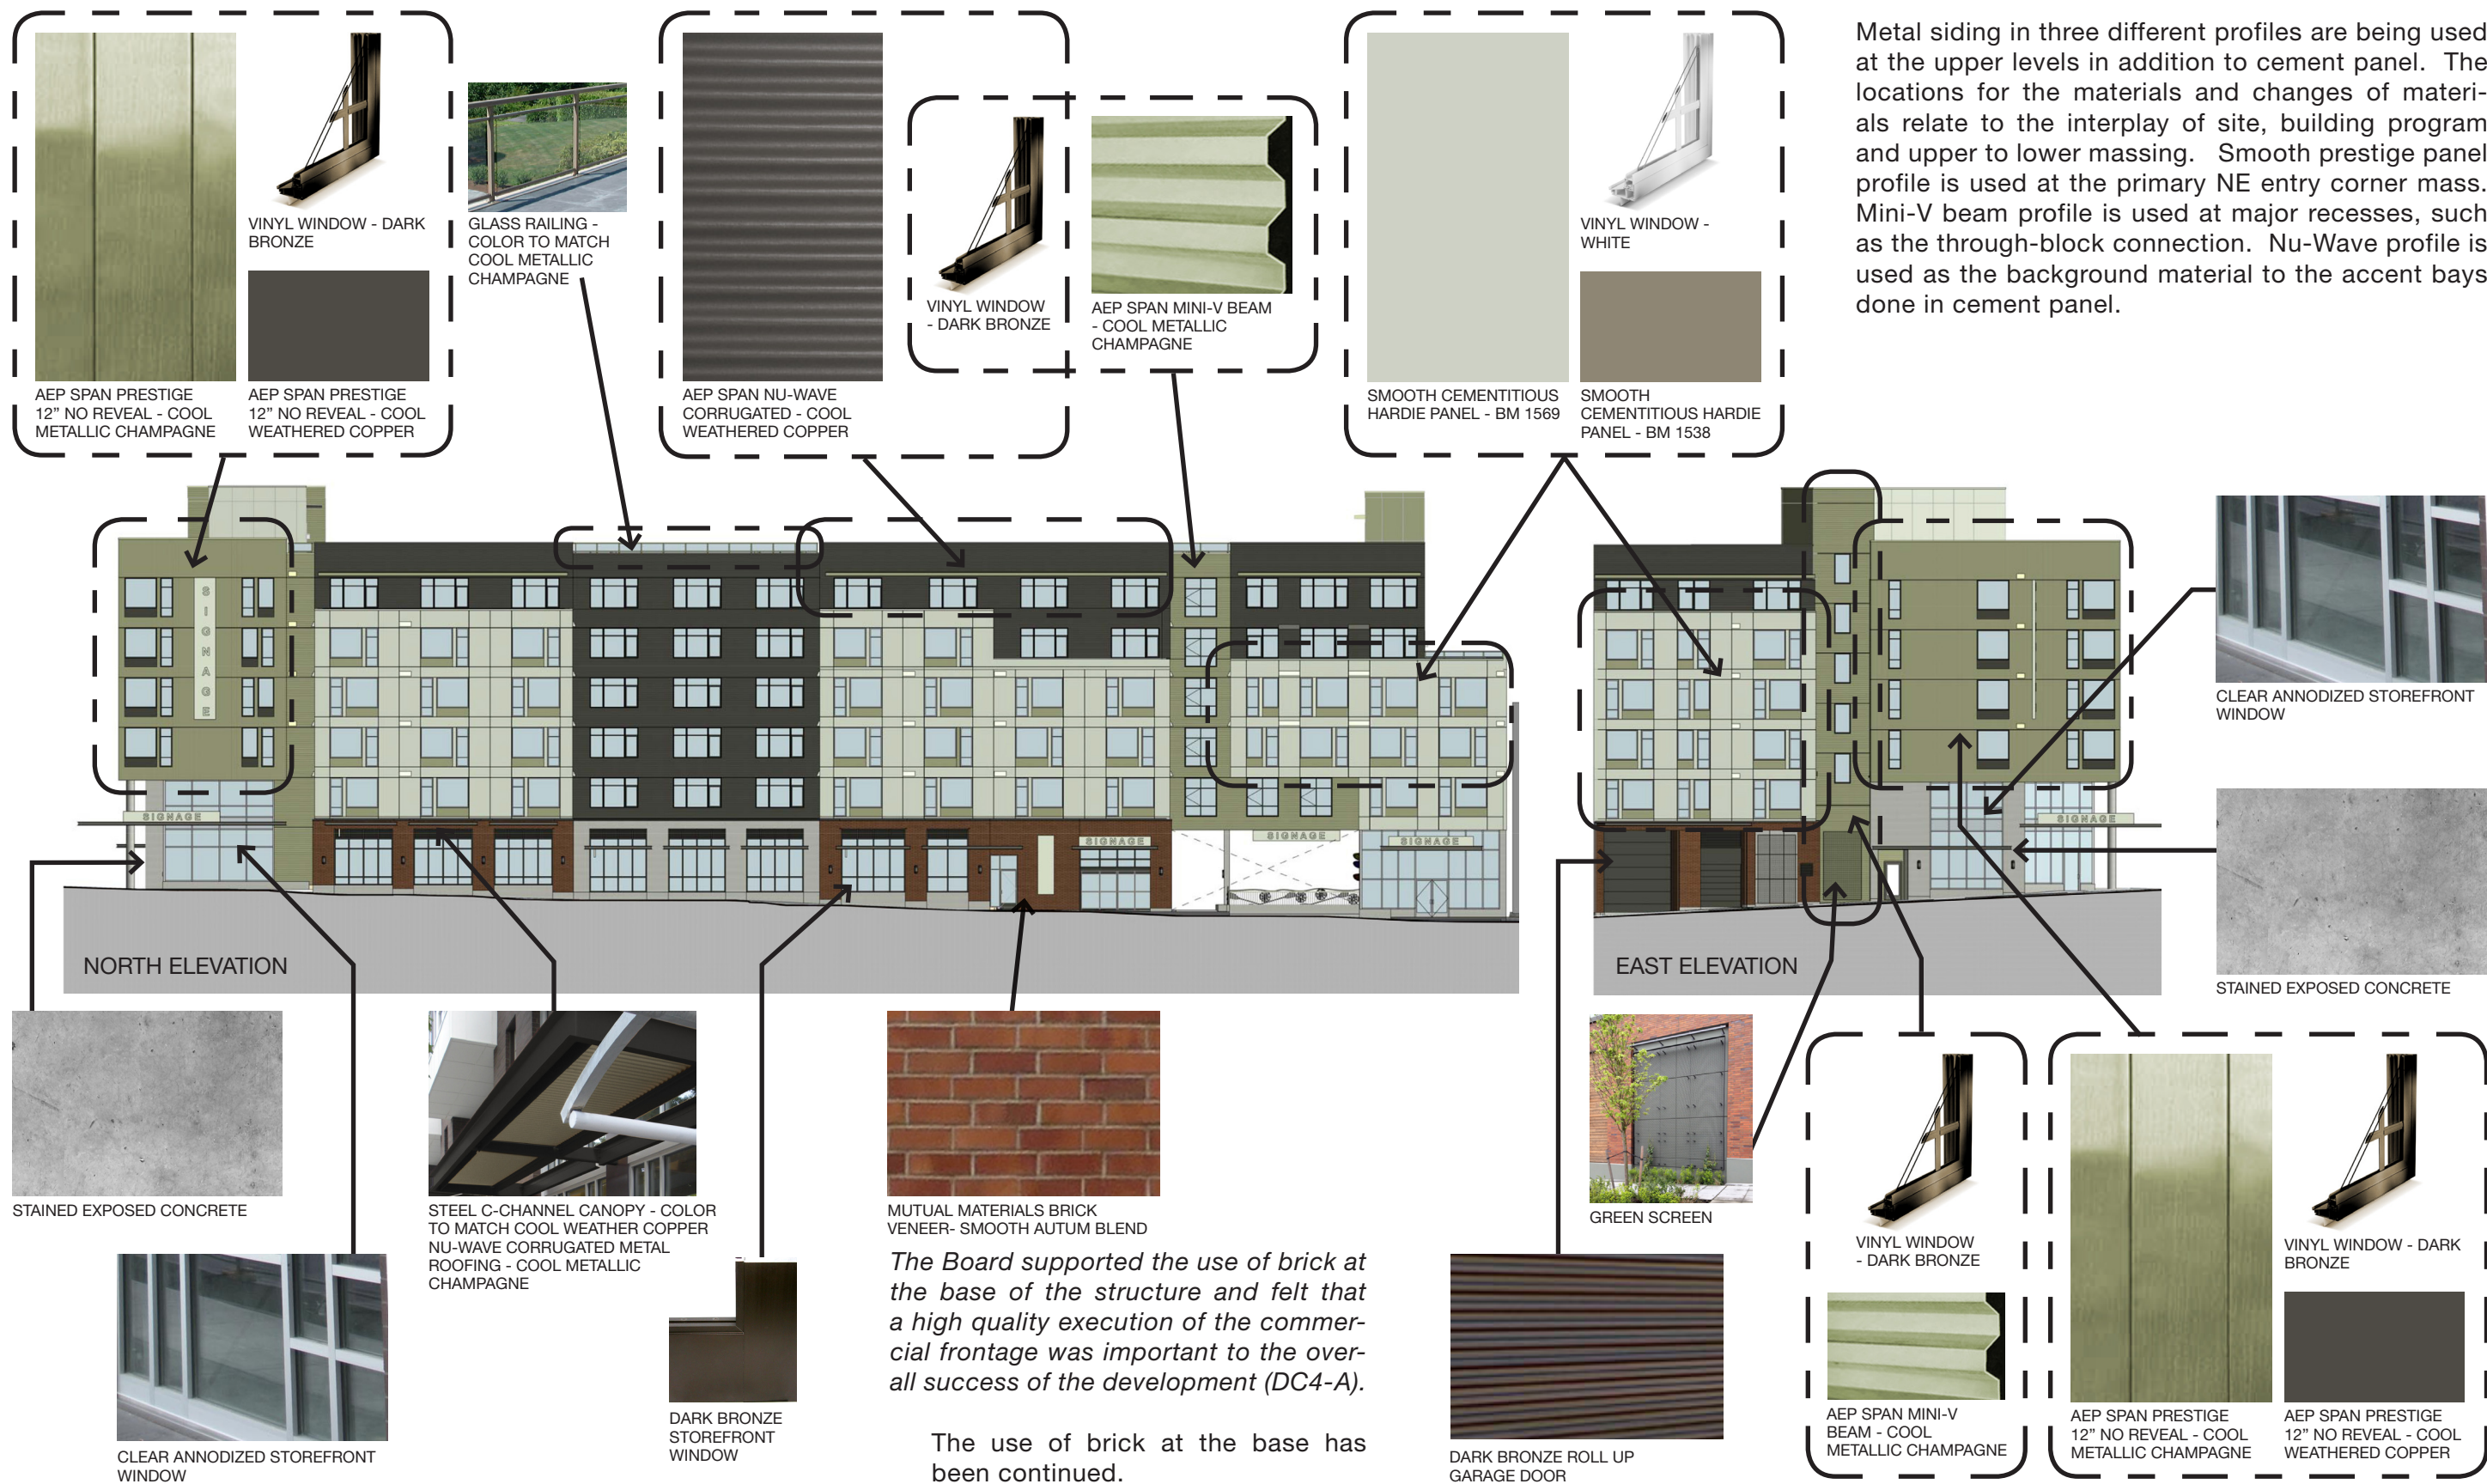 Metal siding in three different profiles are being used
at the upper levels in addition to cement panel. The
locations for the materials and changes of materi-
als relate to the interplay of site, building program
and upper to lower massing. Smooth prestige panel
profile is used at the primary NE entry corner mass.
Mini-V beam profile is used at major recesses, such
as the through-block connection. Nu-Wave profile is
used as the background material to the accent bays
done in cement panel.
AEP SPAN PRESTIGE
12” NO REVEAL - COOL
METALLIC CHAMPAGNE
VINYL WINDOW - DARK
BRONZE
AEP SPAN PRESTIGE
12” NO REVEAL - COOL
WEATHERED COPPER
GLASS RAILING -
COLOR TO MATCH
COOL METALLIC
CHAMPAGNE
AEP SPAN NU-WAVE
CORRUGATED - COOL
WEATHERED COPPER
VINYL WINDOW
- DARK BRONZE
AEP SPAN MINI-V BEAM
- COOL METALLIC
CHAMPAGNE
SMOOTH CEMENTITIOUS
HARDIE PANEL - BM 1569
VINYL WINDOW -
WHITE
SMOOTH
CEMENTITIOUS HARDIE
PANEL - BM 1538
SIGNAGE
SIGNAGE
SIGNAGE
SIGNAGE
SIGNAGE
NORTH ELEVATION
SIGNAGE
EAST ELEVATION
CLEAR ANNODIZED STOREFRONT
WINDOW
STAINED EXPOSED CONCRETE
STAINED EXPOSED CONCRETE
CLEAR ANNODIZED STOREFRONT
WINDOW
STEEL C-CHANNEL CANOPY - COLOR
TO MATCH COOL WEATHER COPPER
NU-WAVE CORRUGATED METAL
ROOFING - COOL METALLIC
CHAMPAGNE
DARK BRONZE
STOREFRONT
WINDOW
MUTUAL MATERIALS BRICK
VENEER- SMOOTH AUTUM BLEND
The Board supported the use of brick at
the base of the structure and felt that
a high quality execution of the commer-
cial frontage was important to the over-
all success of the development (DC4-A).
The use of brick at the base has
been continued.
GREEN SCREEN
DARK BRONZE ROLL UP
GARAGE DOOR
VINYL WINDOW
- DARK BRONZE
AEP SPAN MINI-V
BEAM - COOL
METALLIC CHAMPAGNE
AEP SPAN PRESTIGE
12” NO REVEAL - COOL
METALLIC CHAMPAGNE
VINYL WINDOW - DARK
BRONZE
AEP SPAN PRESTIGE
12” NO REVEAL - COOL
WEATHERED COPPER